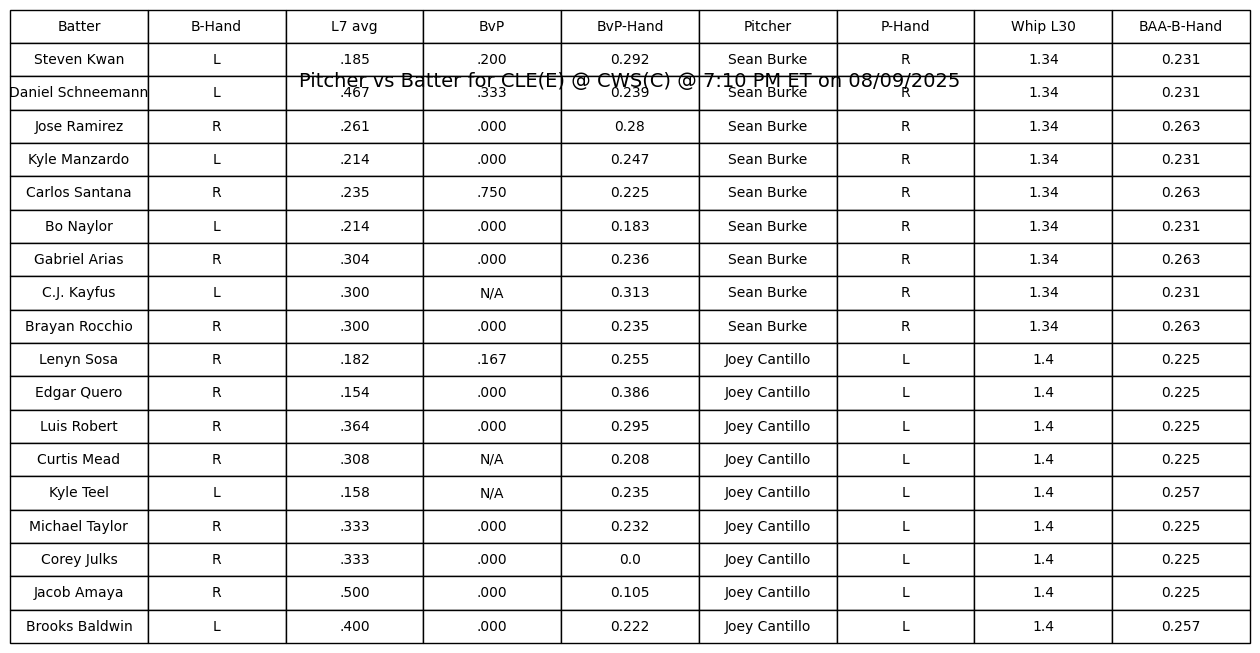 Batter B-Hand L7 avg BvP BvP-Hand Pitcher P-Hand Whip L30 BAA-B-Hand
Steven Kwan L .185 .200 0.292 Sean Burke R 1.34 0.231
Pitcher vs Batter for CLE(E) @ CWS(C) @ 7:10 PM ET on 08/09/2025
Daniel Schneemann L .467 .333 0.239 Sean Burke R 1.34 0.231
Jose Ramirez R .261 .000 0.28 Sean Burke R 1.34 0.263
Kyle Manzardo L .214 .000 0.247 Sean Burke R 1.34 0.231
Carlos Santana R .235 .750 0.225 Sean Burke R 1.34 0.263
Bo Naylor L .214 .000 0.183 Sean Burke R 1.34 0.231
Gabriel Arias R .304 .000 0.236 Sean Burke R 1.34 0.263
C.J. Kayfus L .300 N/A 0.313 Sean Burke R 1.34 0.231
Brayan Rocchio R .300 .000 0.235 Sean Burke R 1.34 0.263
Lenyn Sosa R .182 .167 0.255 Joey Cantillo L 1.4 0.225
Edgar Quero R .154 .000 0.386 Joey Cantillo L 1.4 0.225
Luis Robert R .364 .000 0.295 Joey Cantillo L 1.4 0.225
Curtis Mead R .308 N/A 0.208 Joey Cantillo L 1.4 0.225
Kyle Teel L .158 N/A 0.235 Joey Cantillo L 1.4 0.257
Michael Taylor R .333 .000 0.232 Joey Cantillo L 1.4 0.225
Corey Julks R .333 .000 0.0 Joey Cantillo L 1.4 0.225
Jacob Amaya R .500 .000 0.105 Joey Cantillo L 1.4 0.225
Brooks Baldwin L .400 .000 0.222 Joey Cantillo L 1.4 0.257